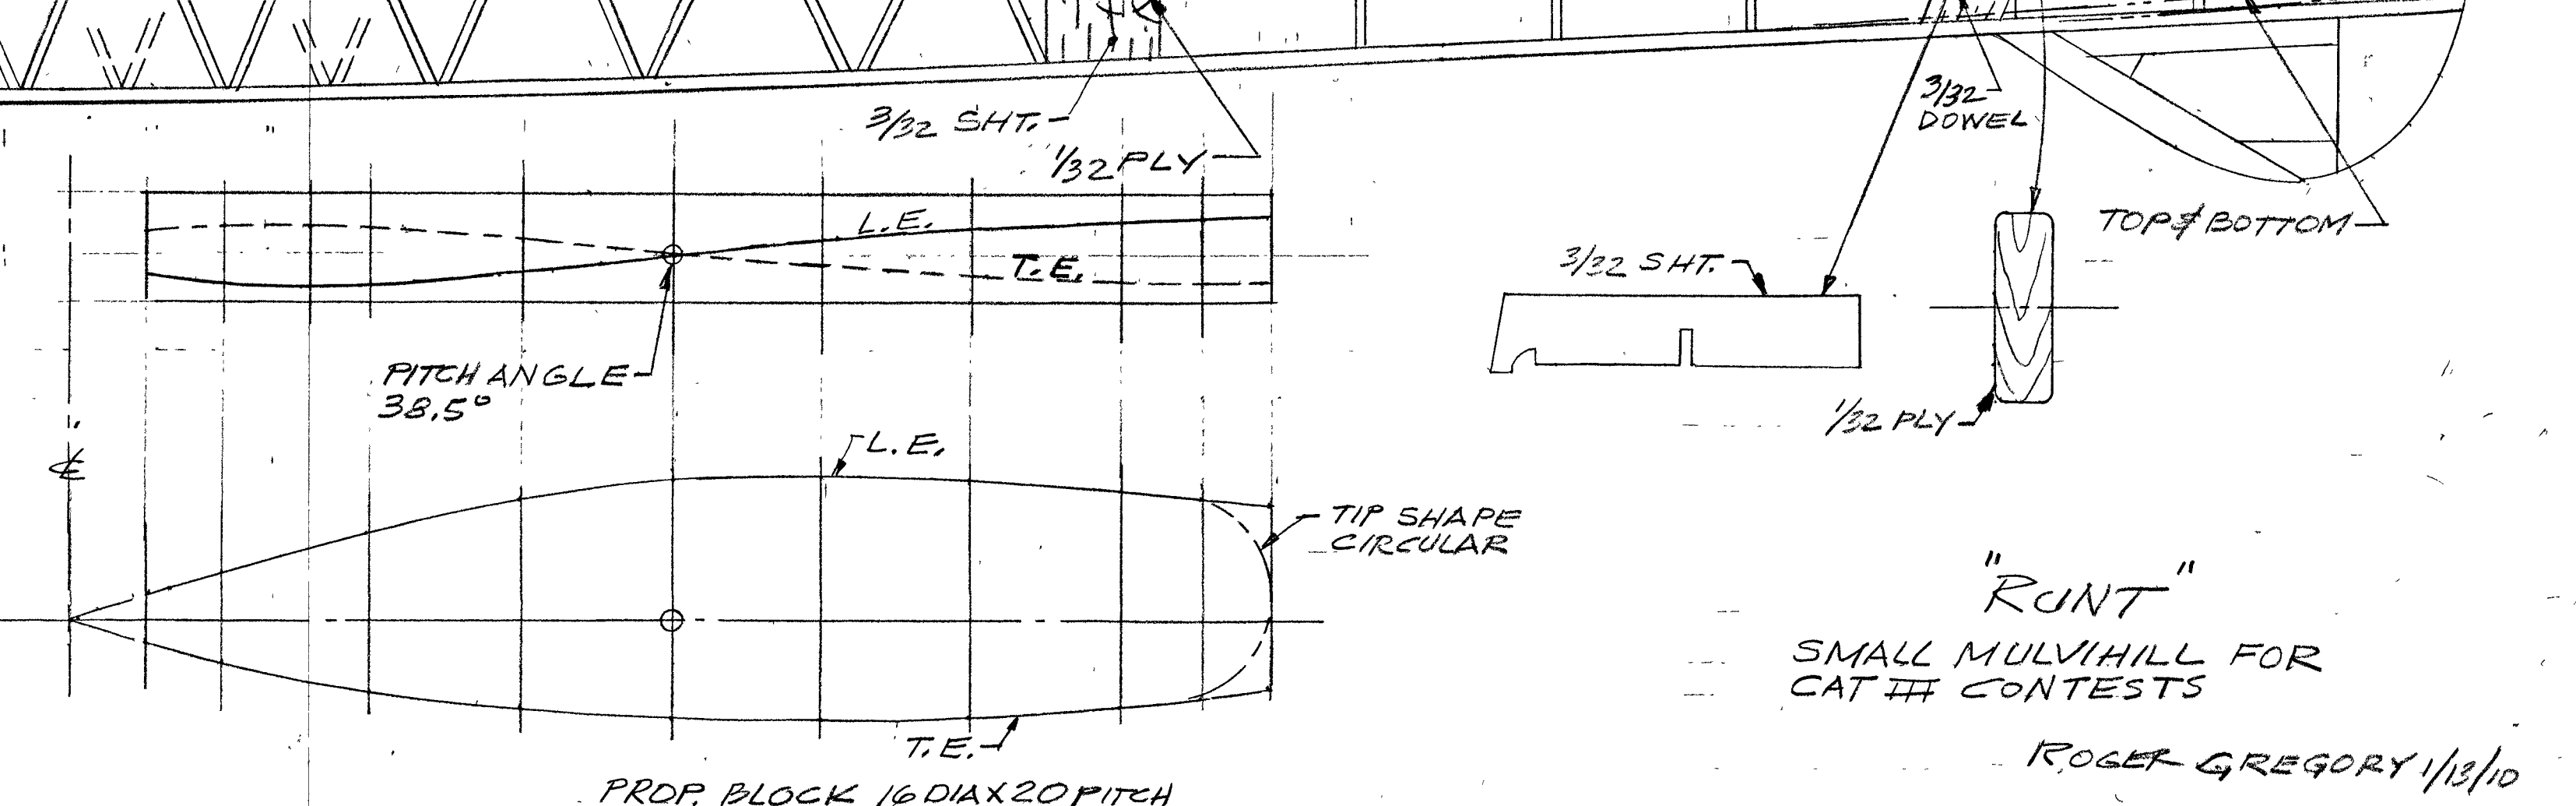 3/32 SHT.
1/32 PLY
3/32
DOWEL
TOP & BOTTOM
L.E.
T.E.
3/32 SHT.
PITCH ANGLE
38.5°
1/32 PLY
℄
L.E.
TIP SHAPE
CIRCULAR
T.E.
PROP. BLOCK 16 DIA X 20 PITCH
"RUNT"
SMALL MULVIHILL FOR
CAT III CONTESTS
ROGER GREGORY 1/13/10